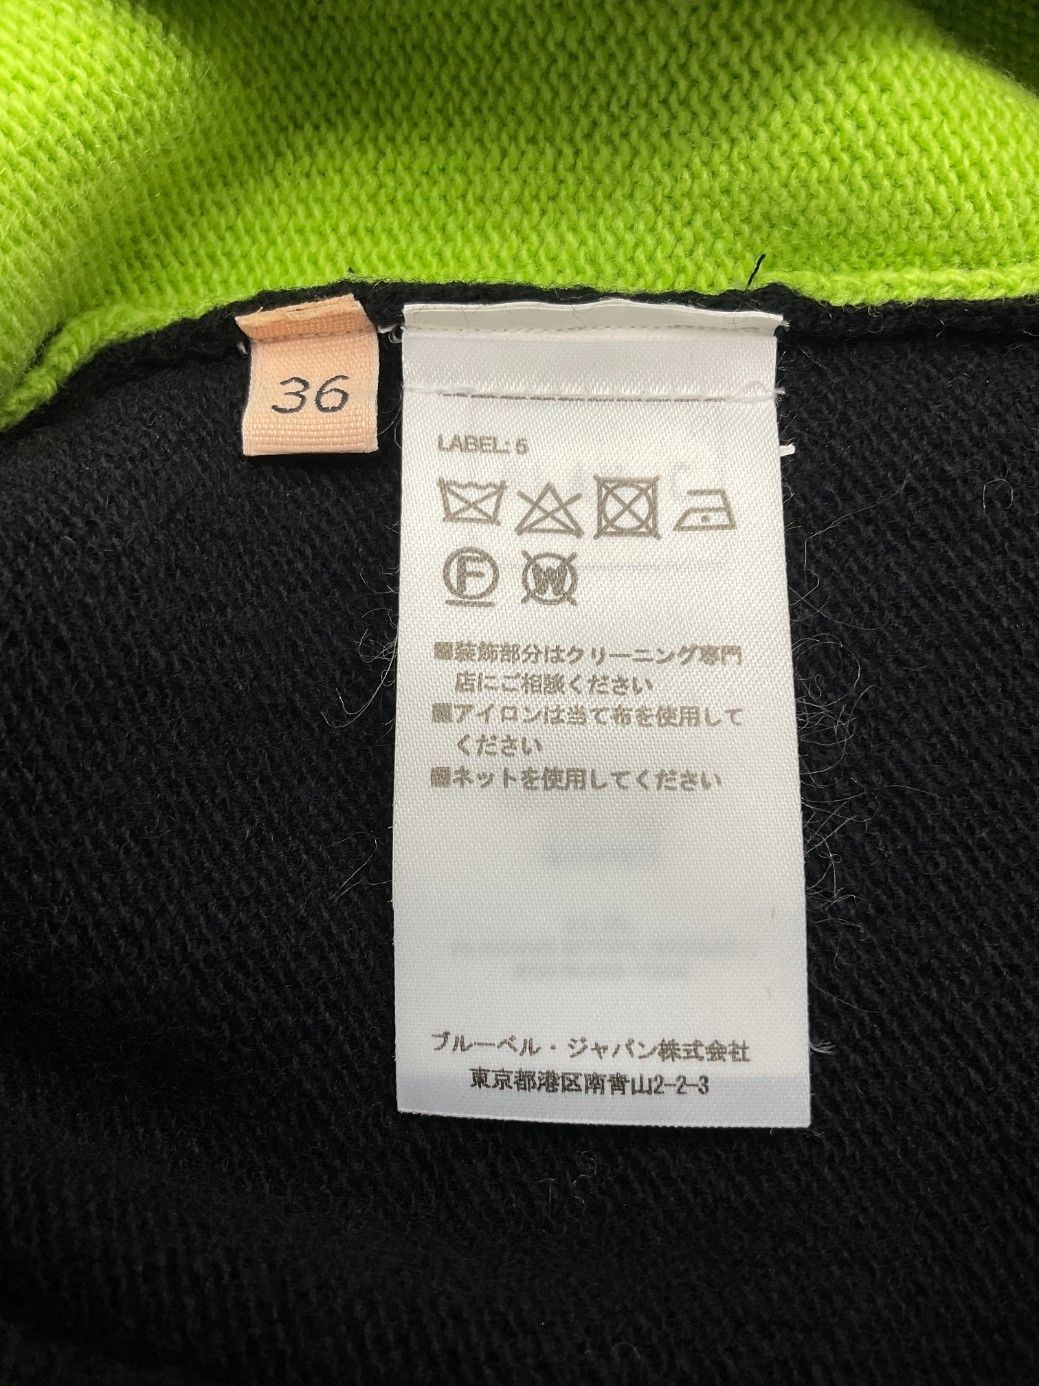 36
LABEL: 5
F
W
装飾部分はクリーニング専門
店にご相談ください
アイロンは当て布を使用して
ください
ネットを使用してください
ブルーベル・ジャパン株式会社
東京都港区南青山2-2-3